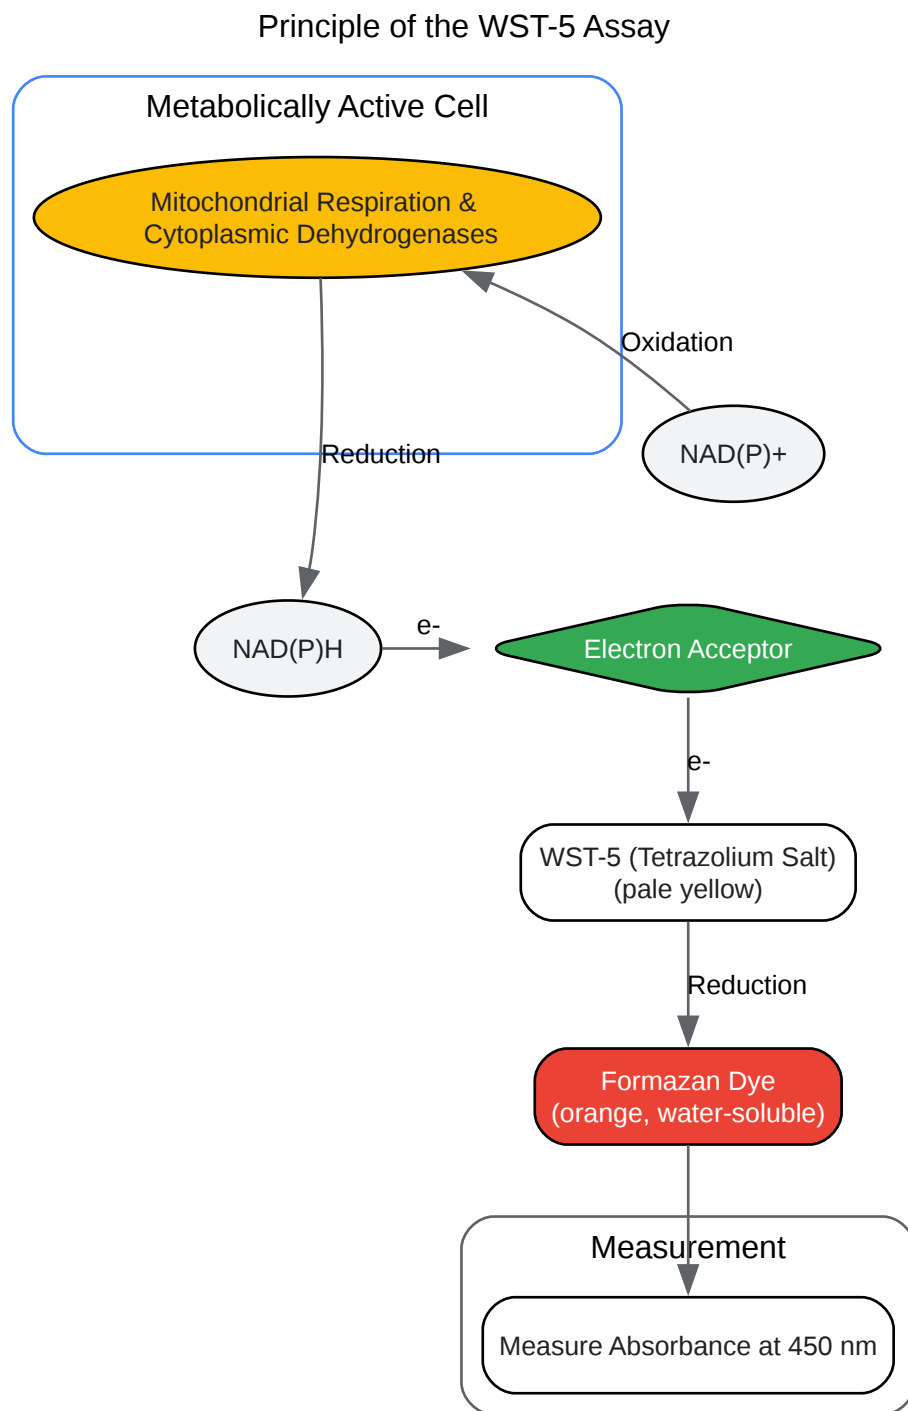 Principle of the WST-5 Assay
Metabolically Active Cell
Mitochondrial Respiration &
Cytoplasmic Dehydrogenases
Oxidation
NAD(P)+
Reduction
NAD(P)H
e-
Electron Acceptor
e-
WST-5 (Tetrazolium Salt)
(pale yellow)
Reduction
Formazan Dye
(orange, water-soluble)
Measurement
Measure Absorbance at 450 nm